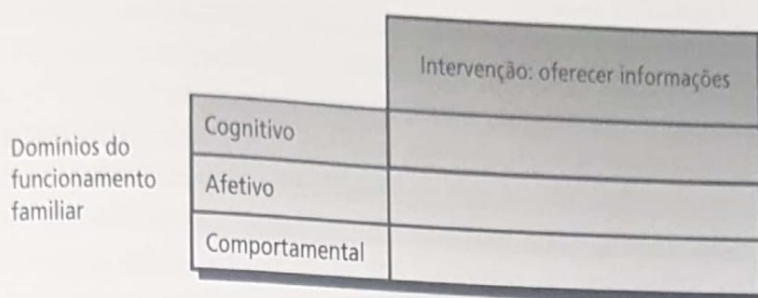 Intervenção: oferecer informações
Domínios do
funcionamento
familiar
Cognitivo
Afetivo
Comportamental